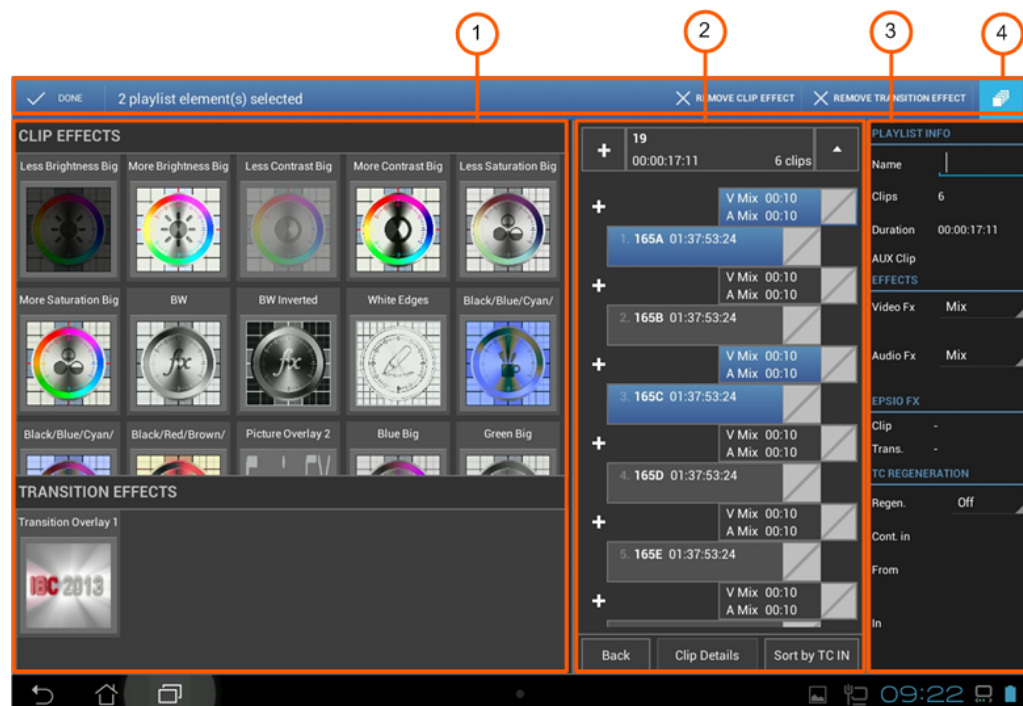 1
2
3
4
DONE
2 playlist element(s) selected
REMOVE CLIP EFFECT
REMOVE TRANSITION EFFECT
CLIP EFFECTS
Less Brightness Big
More Brightness Big
Less Contrast Big
More Contrast Big
Less Saturation Big
More Saturation Big
BW
BW Inverted
White Edges
Black/Blue/Cyan/
fx
fx
Black/Blue/Cyan/
Black/Red/Brown/
Picture Overlay 2
Blue Big
Green Big
TRANSITION EFFECTS
Transition Overlay 1
IBC 2013
19
00:00:17:11 6 clips
V Mix 00:10
A Mix 00:10
1. 165A 01:37:53:24
V Mix 00:10
A Mix 00:10
2. 165B 01:37:53:24
V Mix 00:10
A Mix 00:10
3. 165C 01:37:53:24
V Mix 00:10
A Mix 00:10
4. 165D 01:37:53:24
V Mix 00:10
A Mix 00:10
5. 165E 01:37:53:24
V Mix 00:10
A Mix 00:10
Back
Clip Details
Sort by TC IN
PLAYLIST INFO
Name
Clips 6
Duration 00:00:17:11
AUX Clip
EFFECTS
Video Fx Mix
Audio Fx Mix
EPSIO FX
Clip -
Trans. -
TC REGENERATION
Regen. Off
Cont. in
From
In
09:22